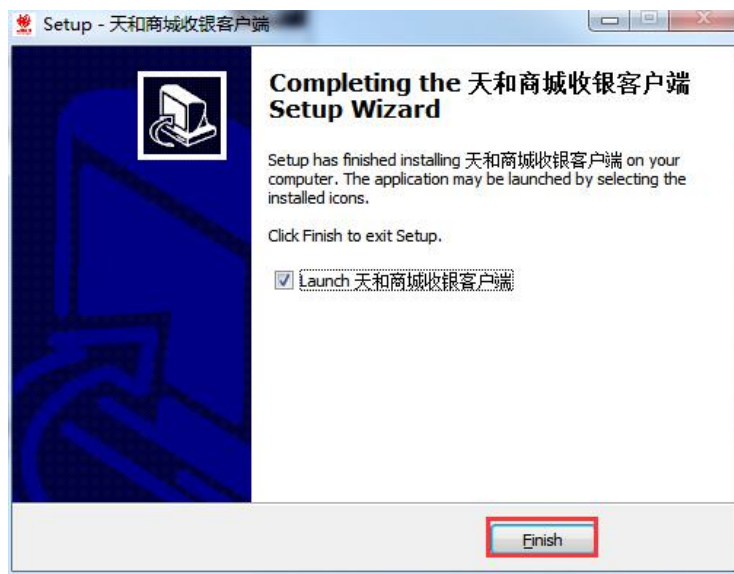 Setup - 天和商城收银客户端
Completing the 天和商城收银客户端
Setup Wizard
Setup has finished installing 天和商城收银客户端 on your
computer. The application may be launched by selecting the
installed icons.
Click Finish to exit Setup.
Launch 天和商城收银客户端
Finish